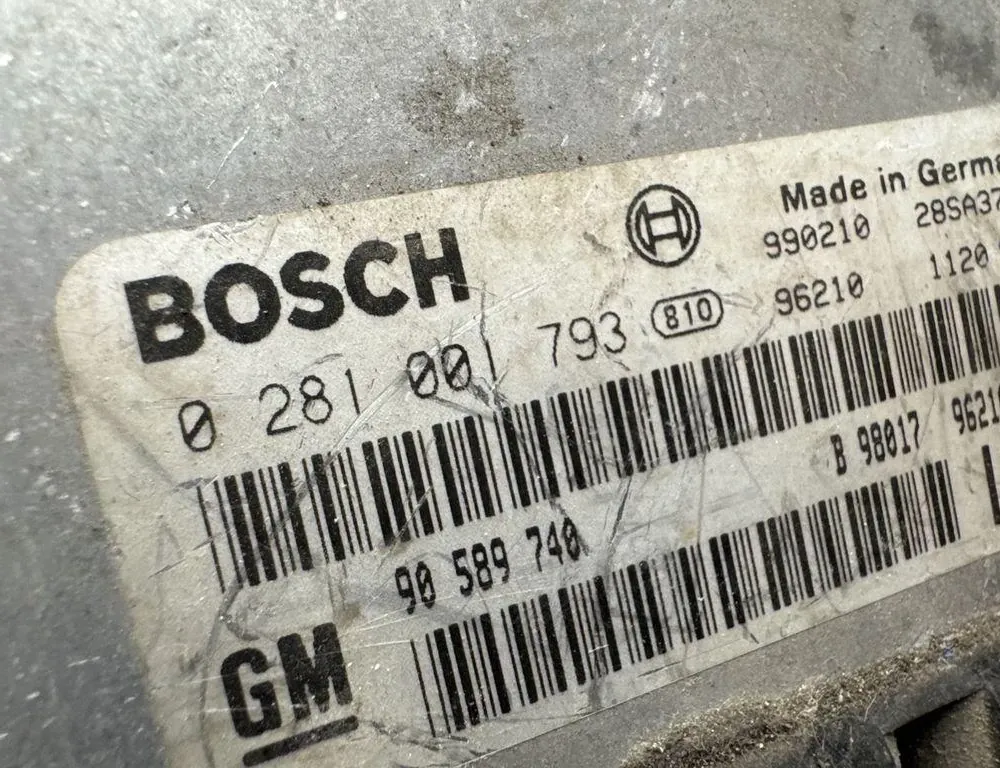 BOSCH
Made in Germa
990210 28SA37
0 281 001 793 810 96210 1120
B 98017 9621
90 589 740
GM